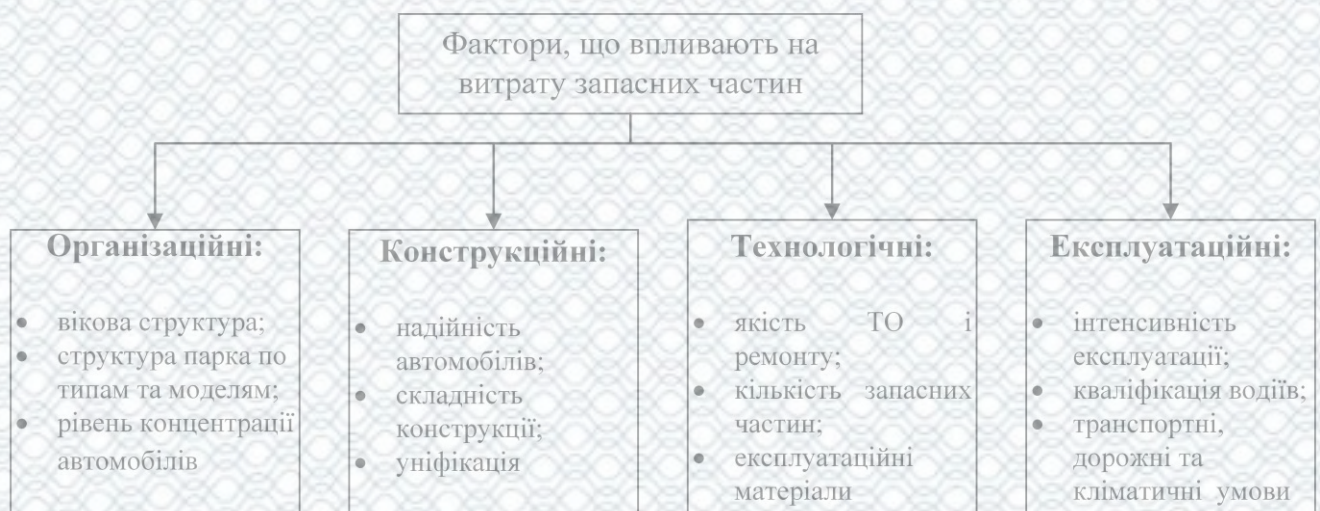 Фактори, що впливають на
витрату запасних частин
Організаційні:
• вікова структура;
• структура парка по
типам та моделям;
• рівень концентрації
автомобілів
Конструкційні:
• надійність
автомобілів;
• складність
конструкції;
• уніфікація
Технологічні:
• якість ТО і
ремонту;
• кількість запасних
частин;
• експлуатаційні
матеріали
Експлуатаційні:
• інтенсивність
експлуатації;
• кваліфікація водіїв;
• транспортні,
дорожні та
кліматичні умови